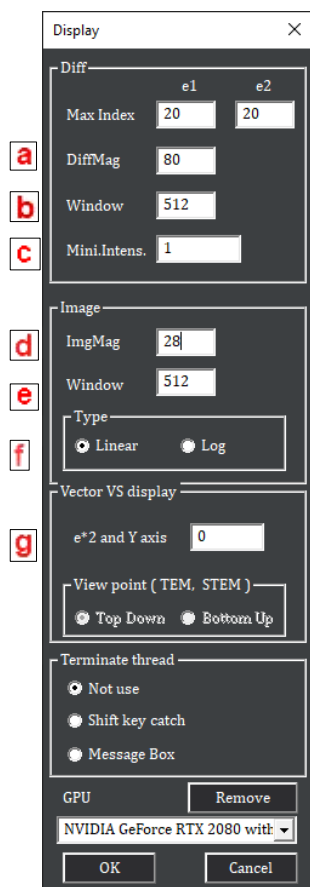 Display
Diff
e1 e2
Max Index 20 20
a DiffMag 80
b Window 512
c Mini.Intens. 1
Image
d ImgMag 28
e Window 512
Type
f Linear Log
Vector VS display
g e*2 and Y axis 0
View point ( TEM, STEM )
Top Down Bottom Up
Terminate thread
Not use
Shift key catch
Message Box
GPU Remove
NVIDIA GeForce RTX 2080 with
OK Cancel